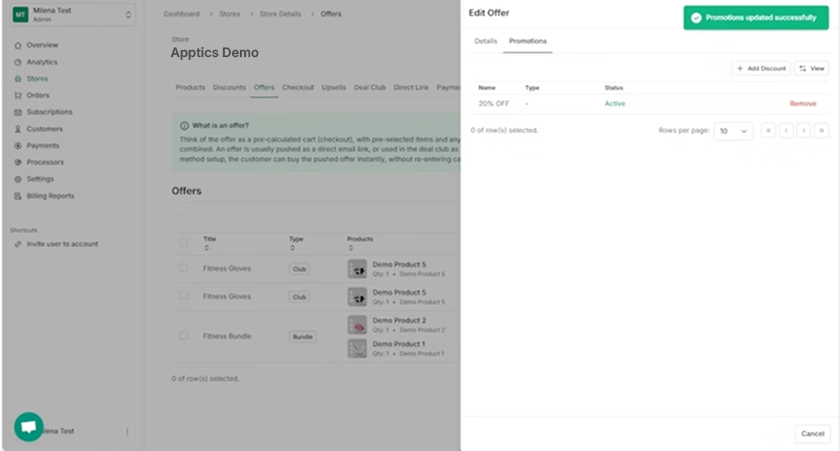 MT
Milena Test
Admin
Overview
Analytics
Stores
Orders
Subscriptions
Customers
Payments
Processors
Settings
Billing Reports
Shortcuts
Invite user to account
lena Test
Dashboard > Stores > Store Details > Offers
Store
Apptics Demo
Products Discounts Offers Checkout Upsells Deal Club Direct Link Payme
What is an offer?
Think of the offer as a pre-calculated cart (checkout), with pre-selected items and any
combined. An offer is usually pushed as a direct email link, or used in the deal club as
method setup, the customer can buy the pushed offer instantly, without re-entering ca
Offers
Title Type Products
Fitness Gloves Club Demo Product 5
Qty: 1 • Demo Product 5
Fitness Gloves Club Demo Product 5
Qty: 1 • Demo Product 5
Fitness Bundle Bundle Demo Product 2
Qty: 1 • Demo Product 2
Demo Product 1
Qty: 1 • Demo Product 1
0 of row(s) selected.
Edit Offer
Promotions updated successfully
Details Promotions
+ Add Discount View
Name Type Status
20% OFF - Active Remove
0 of row(s) selected. Rows per page: 10 « ‹ › »
Cancel